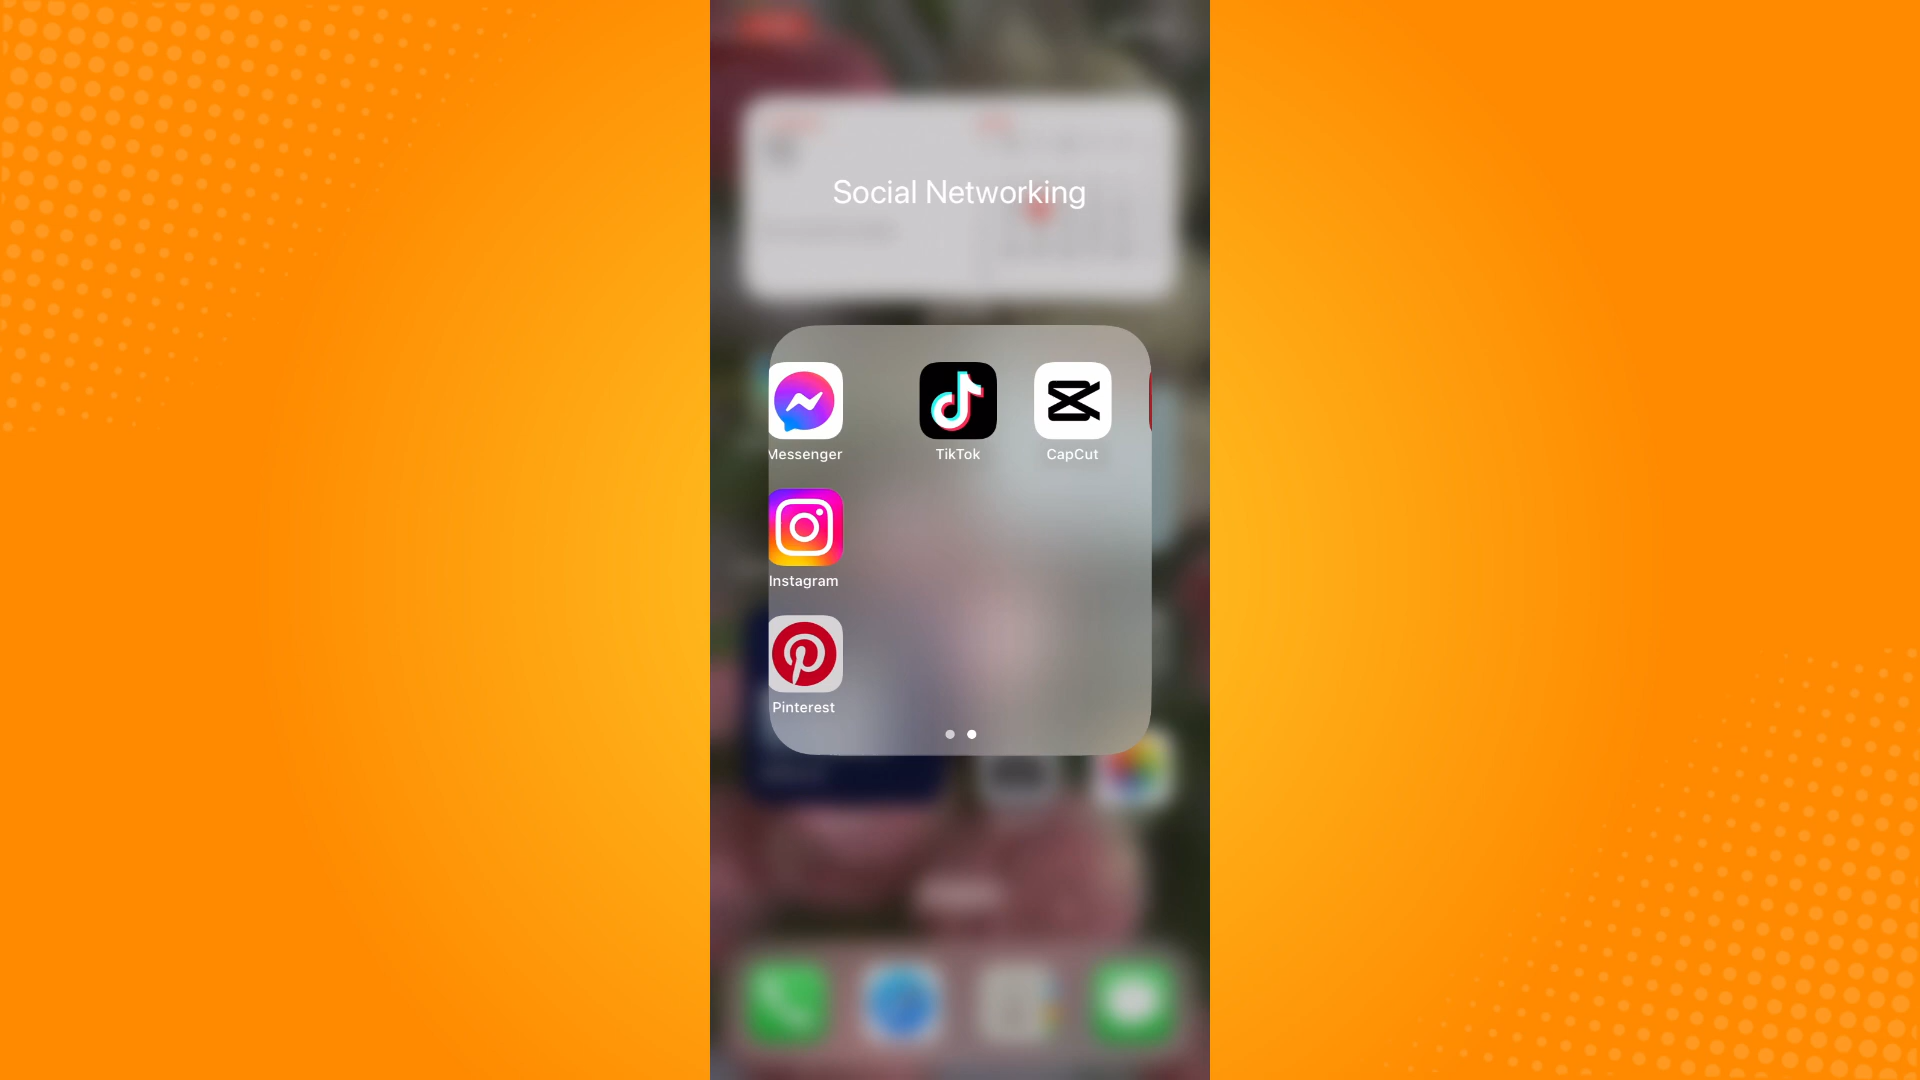 Social Networking
Messenger
TikTok
CapCut
Instagram
Pinterest